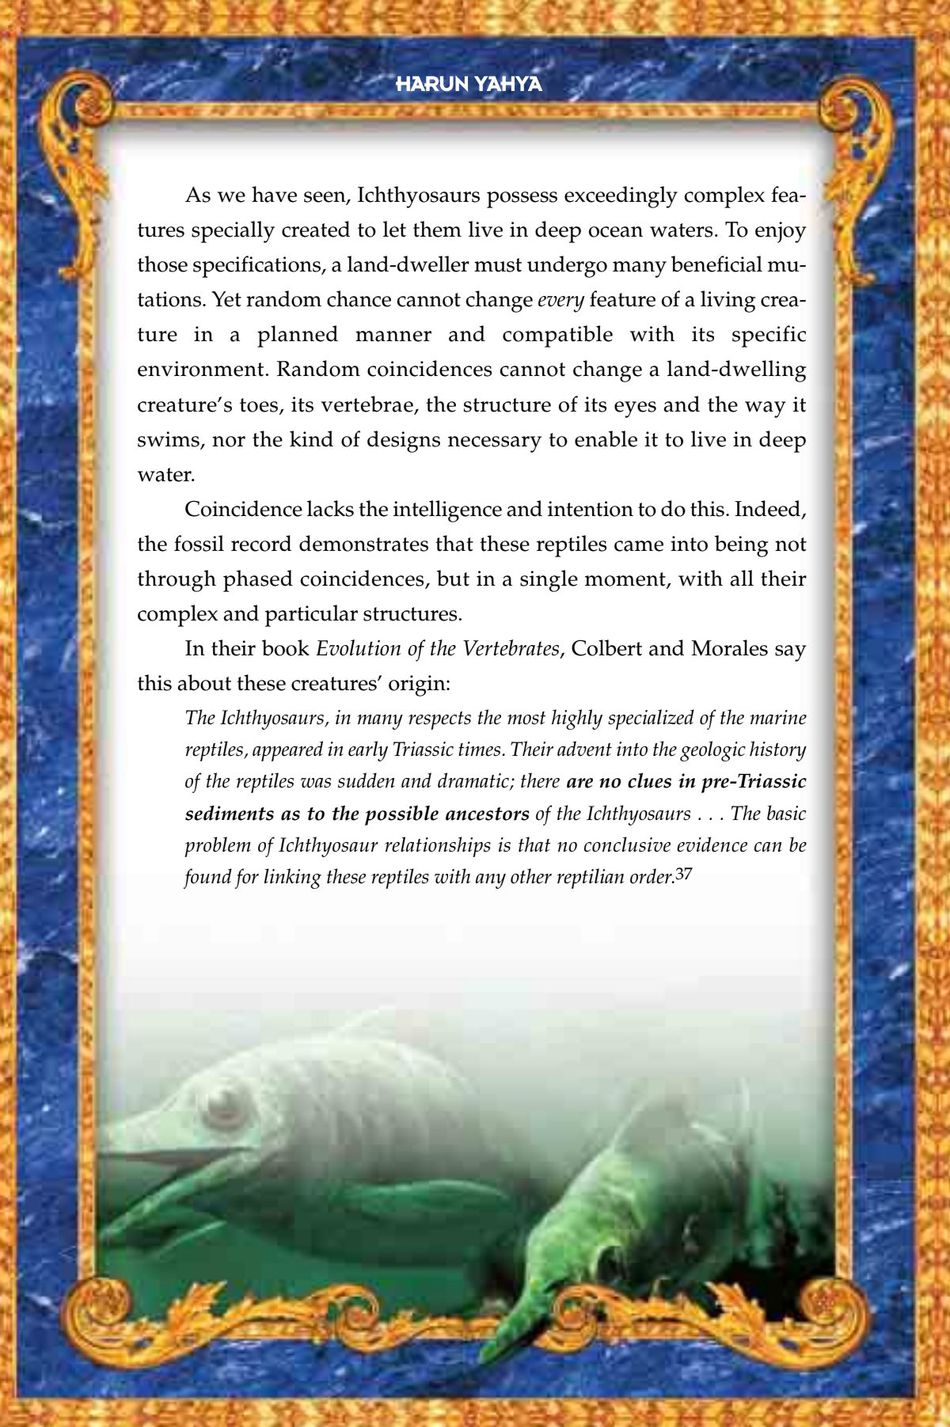 HARUN YAHYA
As we have seen, Ichthyosaurs possess exceedingly complex fea-
tures specially created to let them live in deep ocean waters. To enjoy
those specifications, a land-dweller must undergo many beneficial mu-
tations. Yet random chance cannot change every feature of a living crea-
ture in a planned manner and compatible with its specific
environment. Random coincidences cannot change a land-dwelling
creature’s toes, its vertebrae, the structure of its eyes and the way it
swims, nor the kind of designs necessary to enable it to live in deep
water.
Coincidence lacks the intelligence and intention to do this. Indeed,
the fossil record demonstrates that these reptiles came into being not
through phased coincidences, but in a single moment, with all their
complex and particular structures.
In their book Evolution of the Vertebrates, Colbert and Morales say
this about these creatures’ origin:
The Ichthyosaurs, in many respects the most highly specialized of the marine
reptiles, appeared in early Triassic times. Their advent into the geologic history
of the reptiles was sudden and dramatic; there are no clues in pre-Triassic
sediments as to the possible ancestors of the Ichthyosaurs . . . The basic
problem of Ichthyosaur relationships is that no conclusive evidence can be
found for linking these reptiles with any other reptilian order.37